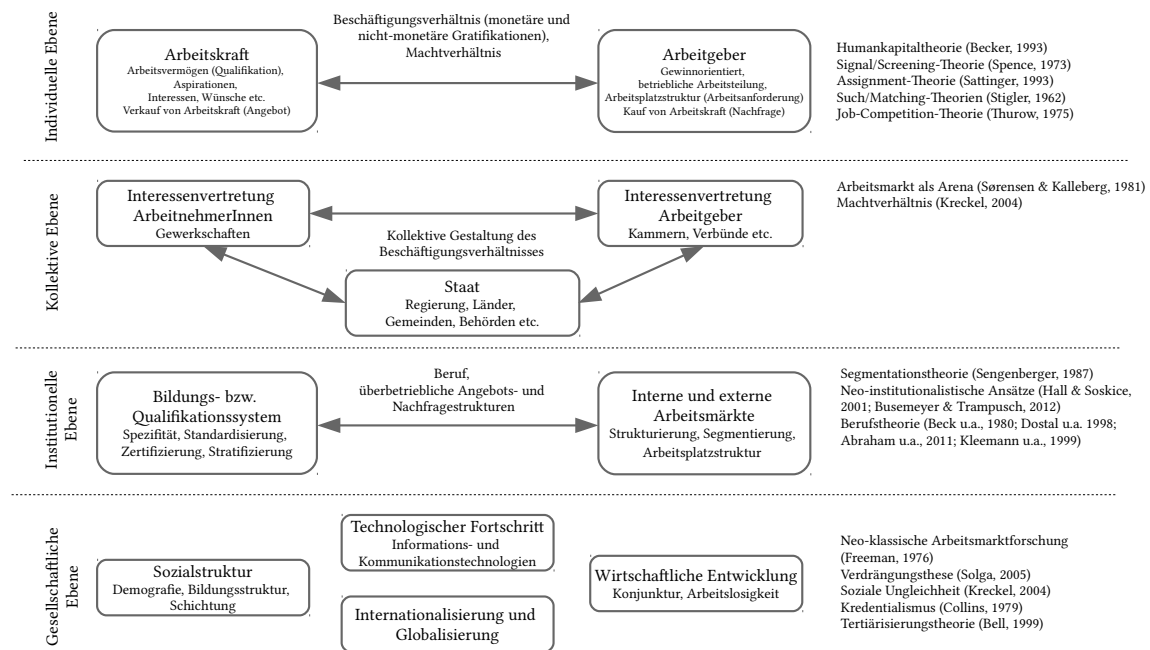 Individuelle Ebene
Arbeitskraft
Arbeitsvermögen (Qualifikation),
Aspirationen,
Interessen, Wünsche etc.
Verkauf von Arbeitskraft (Angebot)
Beschäftigungsverhältnis (monetäre und
nicht-monetäre Gratifikationen),
Machtverhältnis
Arbeitgeber
Gewinnorientiert,
betriebliche Arbeitsteilung,
Arbeitsplatzstruktur (Arbeitsanforderung)
Kauf von Arbeitskraft (Nachfrage)
Humankapitaltheorie (Becker, 1993)
Signal/Screening-Theorie (Spence, 1973)
Assignment-Theorie (Sattinger, 1993)
Such/Matching-Theorien (Stigler, 1962)
Job-Competition-Theorie (Thurow, 1975)
Kollektive Ebene
Interessenvertretung
ArbeitnehmerInnen
Gewerkschaften
Kollektive Gestaltung des
Beschäftigungsverhältnisses
Interessenvertretung
Arbeitgeber
Kammern, Verbünde etc.
Staat
Regierung, Länder,
Gemeinden, Behörden etc.
Arbeitsmarkt als Arena (Sørensen & Kalleberg, 1981)
Machtverhältnis (Kreckel, 2004)
Institutionelle
Ebene
Bildungs- bzw.
Qualifikationssystem
Spezifität, Standardisierung,
Zertifizierung, Stratifizierung
Beruf,
überbetriebliche Angebots- und
Nachfragestrukturen
Interne und externe
Arbeitsmärkte
Strukturierung, Segmentierung,
Arbeitsplatzstruktur
Segmentationstheorie (Sengenberger, 1987)
Neo-institutionalistische Ansätze (Hall & Soskice,
2001; Busemeyer & Trampusch, 2012)
Berufstheorie (Beck u.a., 1980; Dostal u.a. 1998;
Abraham u.a., 2011; Kleemann u.a., 1999)
Gesellschaftliche
Ebene
Sozialstruktur
Demografie, Bildungsstruktur,
Schichtung
Technologischer Fortschritt
Informations- und
Kommunikationstechnologien
Internationalisierung und
Globalisierung
Wirtschaftliche Entwicklung
Konjunktur, Arbeitslosigkeit
Neo-klassische Arbeitsmarktforschung
(Freeman, 1976)
Verdrängungsthese (Solga, 2005)
Soziale Ungleichheit (Kreckel, 2004)
Kredentialismus (Collins, 1979)
Tertiärisierungstheorie (Bell, 1999)